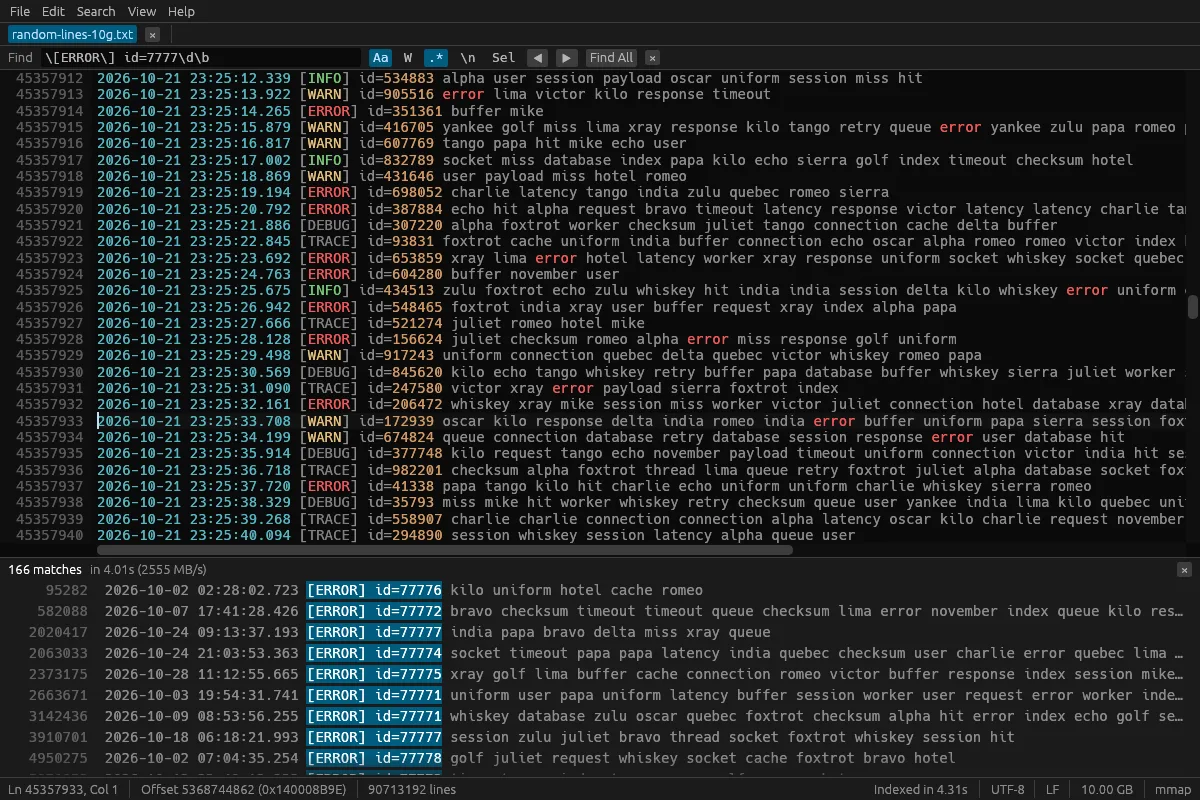 File Edit Search View Help
random-lines-10g.txt ×
Find \[ERROR\] id=7777\d\b Aa W .* \n Sel ◀ ▶ Find All ×
45357912 2026-10-21 23:25:12.339 [INFO] id=534883 alpha user session payload oscar uniform session miss hit
45357913 2026-10-21 23:25:13.922 [WARN] id=905516 error lima victor kilo response timeout
45357914 2026-10-21 23:25:14.265 [ERROR] id=351361 buffer mike
45357915 2026-10-21 23:25:15.879 [WARN] id=416705 yankee golf miss lima xray response kilo tango retry queue error yankee zulu papa romeo
45357916 2026-10-21 23:25:16.817 [WARN] id=607769 tango papa hit mike echo user
45357917 2026-10-21 23:25:17.002 [INFO] id=832789 socket miss database index papa kilo echo sierra golf index timeout checksum hotel
45357918 2026-10-21 23:25:18.869 [WARN] id=431646 user payload miss hotel romeo
45357919 2026-10-21 23:25:19.194 [ERROR] id=698052 charlie latency tango india zulu quebec romeo sierra
45357920 2026-10-21 23:25:20.792 [ERROR] id=387884 echo hit alpha request bravo timeout latency response victor latency latency charlie ta
45357921 2026-10-21 23:25:21.886 [DEBUG] id=307220 alpha foxtrot worker checksum juliet tango connection cache delta buffer
45357922 2026-10-21 23:25:22.845 [TRACE] id=93831 foxtrot cache uniform india buffer connection echo oscar alpha romeo romeo victor index
45357923 2026-10-21 23:25:23.692 [ERROR] id=653859 xray lima error hotel latency worker xray response uniform socket whiskey socket quebec
45357924 2026-10-21 23:25:24.763 [ERROR] id=604280 buffer november user
45357925 2026-10-21 23:25:25.675 [INFO] id=434513 zulu foxtrot echo zulu whiskey hit india india session delta kilo whiskey error uniform
45357926 2026-10-21 23:25:26.942 [ERROR] id=548465 foxtrot india xray user buffer request xray index alpha papa
45357927 2026-10-21 23:25:27.666 [TRACE] id=521274 juliet romeo hotel mike
45357928 2026-10-21 23:25:28.128 [ERROR] id=156624 juliet checksum romeo alpha error miss response golf uniform
45357929 2026-10-21 23:25:29.498 [WARN] id=917243 uniform connection quebec delta quebec victor whiskey romeo papa
45357930 2026-10-21 23:25:30.569 [DEBUG] id=845620 kilo echo tango whiskey retry buffer papa database buffer whiskey sierra juliet worker
45357931 2026-10-21 23:25:31.090 [TRACE] id=247580 victor xray error payload sierra foxtrot index
45357932 2026-10-21 23:25:32.161 [ERROR] id=206472 whiskey xray mike session miss worker victor juliet connection hotel database xray data
45357933 2026-10-21 23:25:33.708 [WARN] id=172939 oscar kilo response delta india romeo india error buffer uniform papa sierra session fox
45357934 2026-10-21 23:25:34.199 [WARN] id=674824 queue connection database retry database session response error user database hit
45357935 2026-10-21 23:25:35.914 [DEBUG] id=377748 kilo request tango echo november payload timeout uniform connection victor india hit se
45357936 2026-10-21 23:25:36.718 [TRACE] id=982201 checksum alpha foxtrot thread lima queue retry foxtrot juliet alpha database socket fox
45357937 2026-10-21 23:25:37.720 [ERROR] id=41338 papa tango kilo hit charlie echo uniform uniform charlie whiskey sierra romeo
45357938 2026-10-21 23:25:38.329 [DEBUG] id=35793 miss mike hit worker whiskey retry checksum queue user yankee india lima kilo quebec uni
45357939 2026-10-21 23:25:39.268 [TRACE] id=558907 charlie charlie connection connection alpha latency oscar kilo charlie request november
45357940 2026-10-21 23:25:40.094 [TRACE] id=294890 session whiskey session latency alpha queue user
166 matches in 4.01s (2555 MB/s) ×
95282 2026-10-02 02:28:02.723 [ERROR] id=77776 kilo uniform hotel cache romeo
582088 2026-10-07 17:41:28.426 [ERROR] id=77772 bravo checksum timeout timeout queue checksum lima error november index queue kilo res…
2020417 2026-10-24 09:13:37.193 [ERROR] id=77777 india papa bravo delta miss xray queue
2063033 2026-10-24 21:03:53.363 [ERROR] id=77774 socket timeout papa papa latency india quebec checksum user charlie error quebec lima …
2373175 2026-10-28 11:12:55.665 [ERROR] id=77775 xray golf lima buffer cache connection romeo victor buffer response index session mike…
2663671 2026-10-03 19:54:31.741 [ERROR] id=77771 uniform user papa uniform latency buffer session worker user request error worker inde…
3142436 2026-10-09 08:53:56.255 [ERROR] id=77771 whiskey database zulu oscar quebec foxtrot checksum alpha hit error index echo golf se…
3910701 2026-10-18 06:18:21.993 [ERROR] id=77777 session zulu juliet bravo thread socket foxtrot whiskey session hit
4950275 2026-10-02 07:04:35.254 [ERROR] id=77778 golf juliet request whiskey socket cache foxtrot bravo hotel
Ln 45357933, Col 1 Offset 5368744862 (0x140008B9E) 90713192 lines Indexed in 4.31s UTF-8 LF 10.00 GB mmap